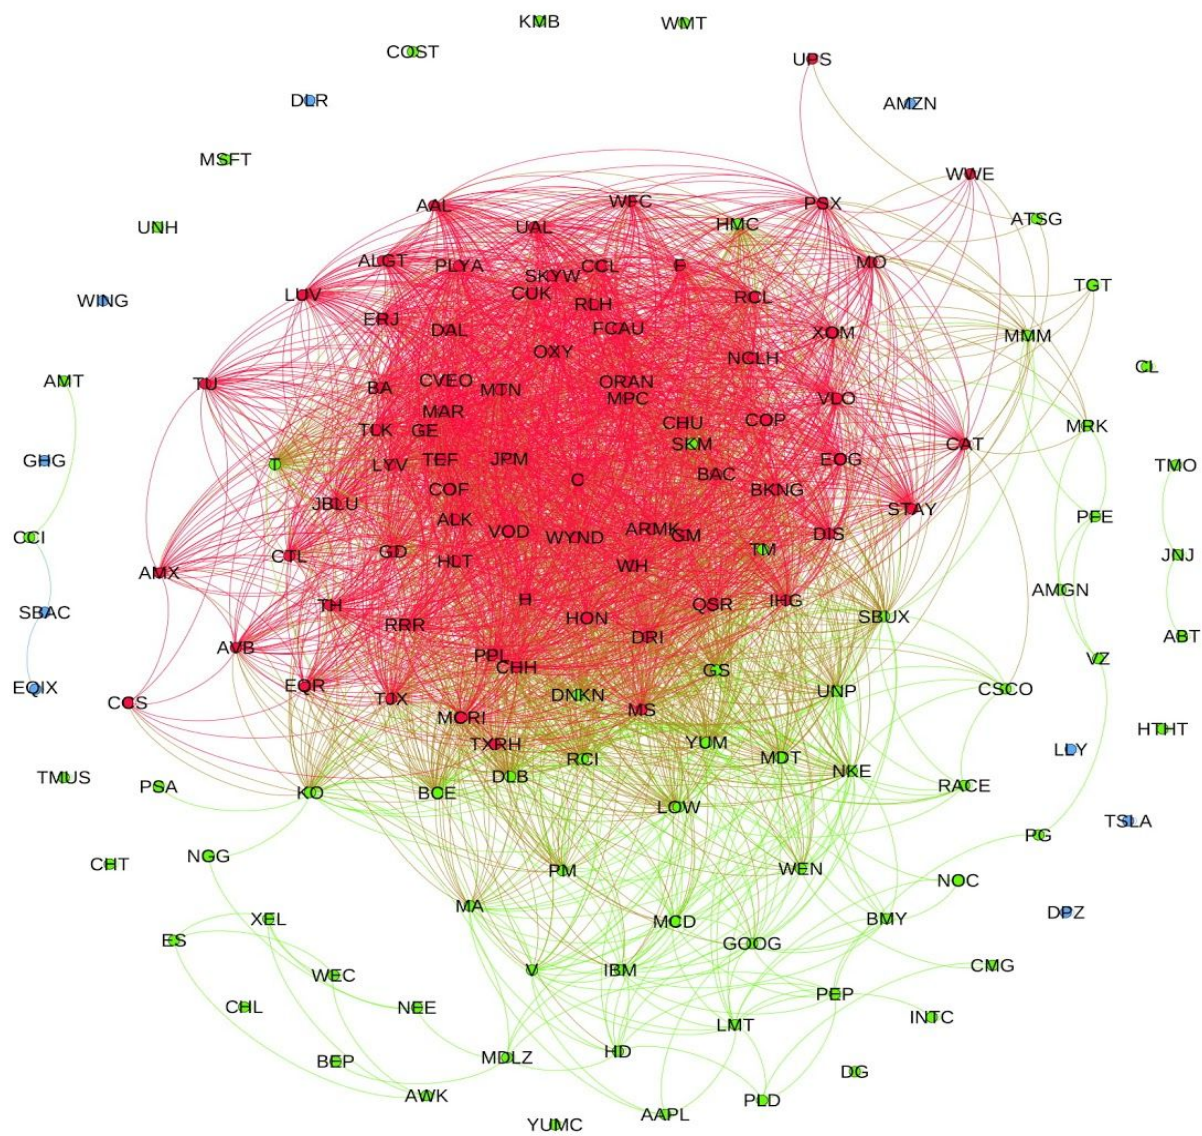 KMB
WMT
COST
UPS
DLR
AMZN
MSFT
WWE
AAL
WFC
PSX
ATSG
UNH
UAL
HMC
ALGT
PLYA
SKYW
CCL
MO
TGT
LUV
CUK
RCL
WING
RLH
ERJ
DAL
FCAU
XOM
MMM
OXY
NCLH
CL
AMT
TU
BA
CVEO
MTN
ORAN
MPC
VLO
MAR
CHU
COP
MRK
TLK
GE
SKM
CAT
GHG
T
LYV
TEF
JPM
BAC
EOG
TMO
C
COF
BKNG
JBLU
STAY
ALK
PFE
CCI
VOD
WYND
ARMK
GM
DIS
CTL
GD
HLT
TM
JNJ
AMX
WH
AMGN
SBAC
TH
H
QSR
IHG
RRR
HON
SBUX
DRI
ABT
AVB
PPL
CHH
VZ
EQIX
EQR
TJX
DNKN
GS
UNP
CSCO
MS
MCRI
HTHT
TXRH
YUM
LLY
TMUS
PSA
KO
BCE
DLB
RCI
MDT
NKE
RACE
LOW
TSLA
PG
CHT
NGG
PM
WEN
NOC
MA
DPZ
XEL
MCD
BMY
ES
GOOG
WEC
V
IBM
CMG
CHL
NEE
PEP
INTC
LMT
BEP
MDLZ
HD
DG
AWK
AAPL
PLD
YUMC